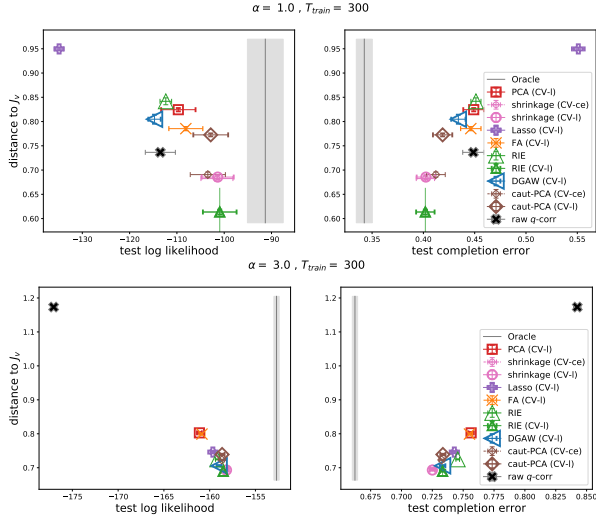 α = 1.0 , T_train = 300
distance to J_v
0.95
0.90
0.85
0.80
0.75
0.70
0.65
0.60
−130
−120
−110
−100
−90
test log likelihood
Oracle
PCA (CV-l)
shrinkage (CV-ce)
shrinkage (CV-l)
Lasso (CV-l)
FA (CV-l)
RIE
RIE (CV-l)
DGAW (CV-l)
caut-PCA (CV-ce)
caut-PCA (CV-l)
raw q-corr
0.35
0.40
0.45
0.50
0.55
test completion error
α = 3.0 , T_train = 300
distance to J_v
1.2
1.1
1.0
0.9
0.8
0.7
−175
−170
−165
−160
−155
test log likelihood
Oracle
PCA (CV-l)
shrinkage (CV-ce)
shrinkage (CV-l)
Lasso (CV-l)
FA (CV-l)
RIE
RIE (CV-l)
DGAW (CV-l)
caut-PCA (CV-ce)
caut-PCA (CV-l)
raw q-corr
0.675
0.700
0.725
0.750
0.775
0.800
0.825
0.850
test completion error